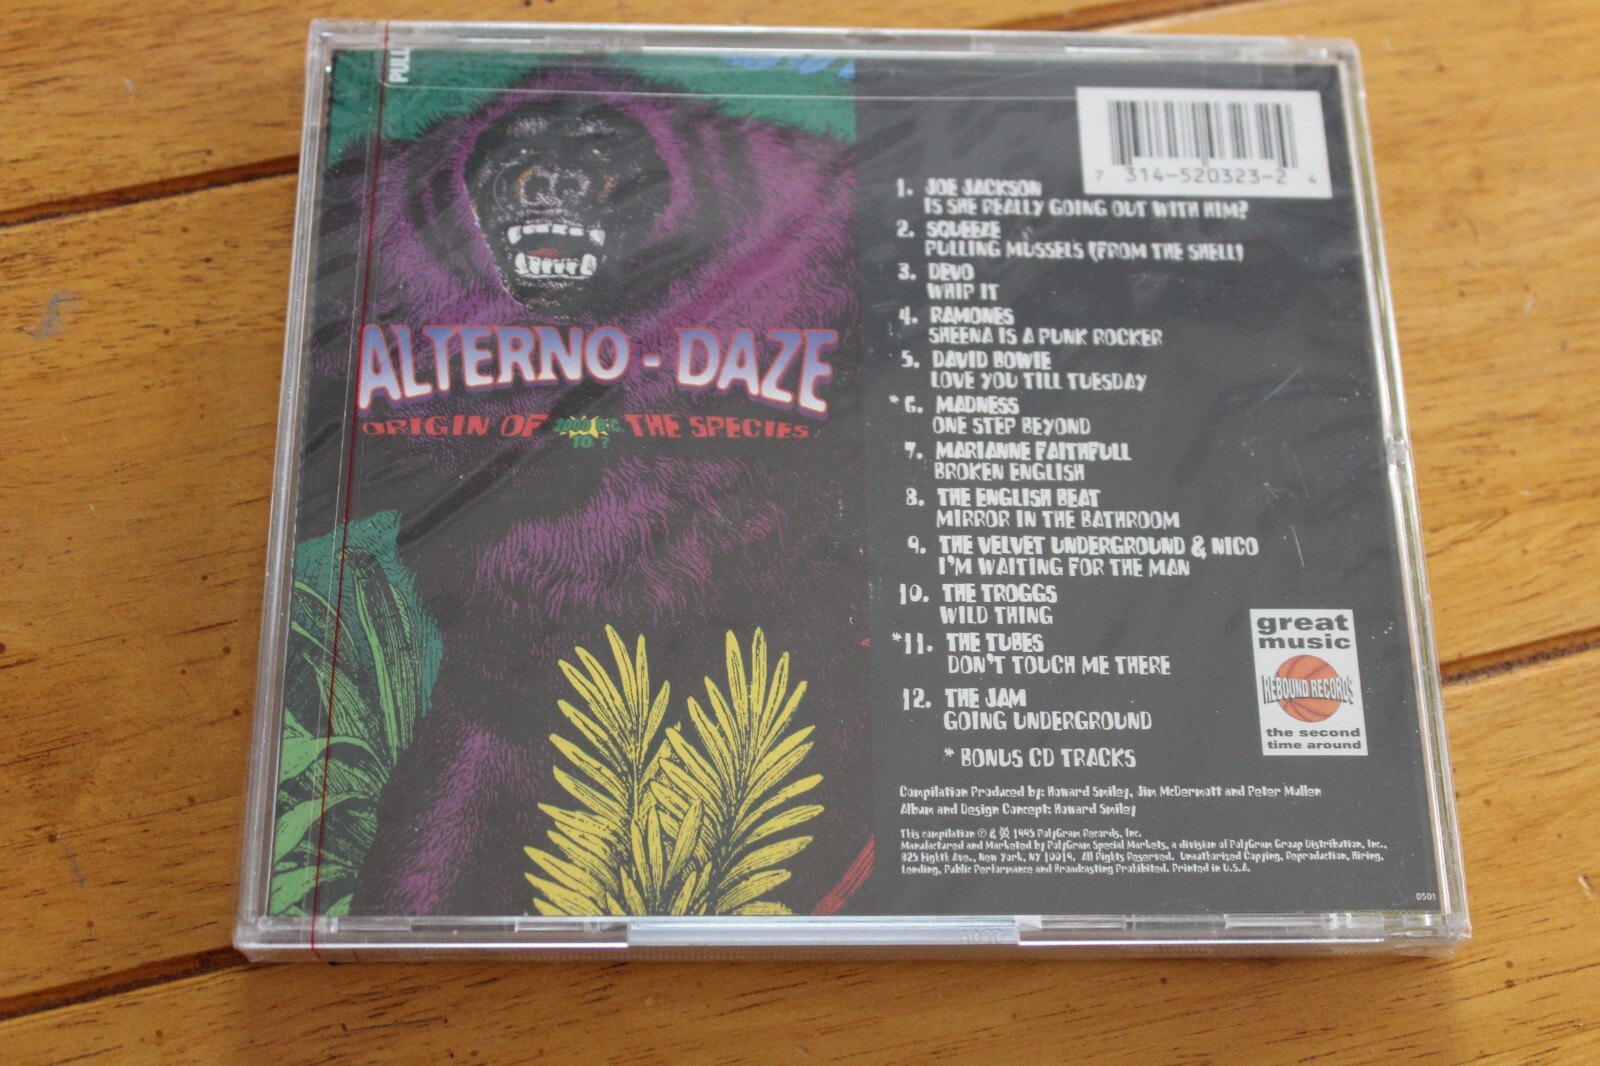 PULL
ALTERNO - DAZE
ORIGIN OF 2000 B.C. THE SPECIES
TO ?
7 314-520323-2 4
1. JOE JACKSON
IS SHE REALLY GOING OUT WITH HIM?
2. SQUEEZE
PULLING MUSSELS (FROM THE SHELL)
3. DEVO
WHIP IT
4. RAMONES
SHEENA IS A PUNK ROCKER
5. DAVID BOWIE
LOVE YOU TILL TUESDAY
*6. MADNESS
ONE STEP BEYOND
7. MARIANNE FAITHFULL
BROKEN ENGLISH
8. THE ENGLISH BEAT
MIRROR IN THE BATHROOM
9. THE VELVET UNDERGROUND & NICO
I'M WAITING FOR THE MAN
10. THE TROGGS
WILD THING
*11. THE TUBES
DON'T TOUCH ME THERE
12. THE JAM
GOING UNDERGROUND
* BONUS CD TRACKS
great
music
REBOUND RECORDS
the second
time around
Compilation Produced by: Howard Smiley, Jim McDermott and Peter Mullen
Album and Design Concept: Howard Smiley
This compilation ℗ & © 1995 PolyGram Records, Inc.
Manufactured and Marketed by PolyGram Special Markets, a division of PolyGram Group Distribution, Inc.,
825 Eighth Ave., New York, NY 10019. All Rights Reserved. Unauthorized Copying, Reproduction, Hiring,
Lending, Public Performance and Broadcasting Prohibited. Printed in U.S.A.
0501